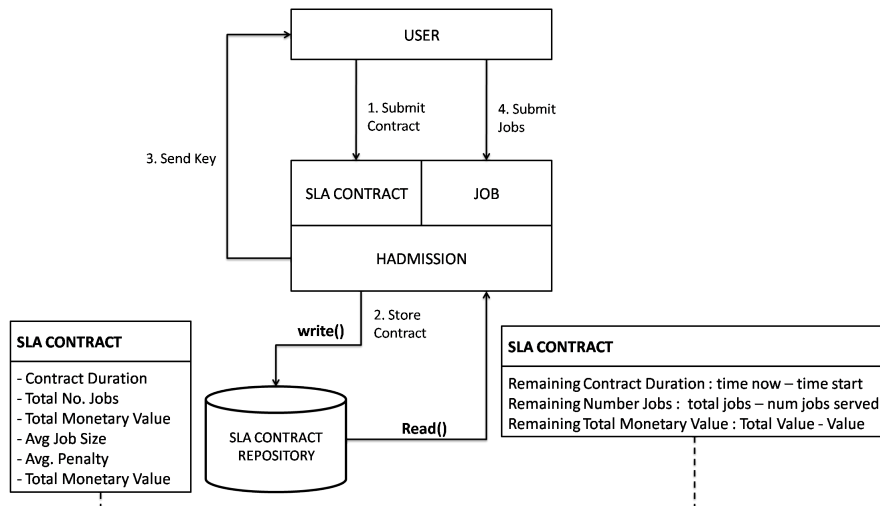 USER
1. Submit
Contract
4. Submit
Jobs
3. Send Key
SLA CONTRACT
JOB
HADMISSION
2. Store
Contract
write()
SLA CONTRACT
- Contract Duration
- Total No. Jobs
- Total Monetary Value
- Avg Job Size
- Avg. Penalty
- Total Monetary Value
SLA CONTRACT
REPOSITORY
Read()
SLA CONTRACT
Remaining Contract Duration : time now – time start
Remaining Number Jobs : total jobs – num jobs served
Remaining Total Monetary Value : Total Value - Value